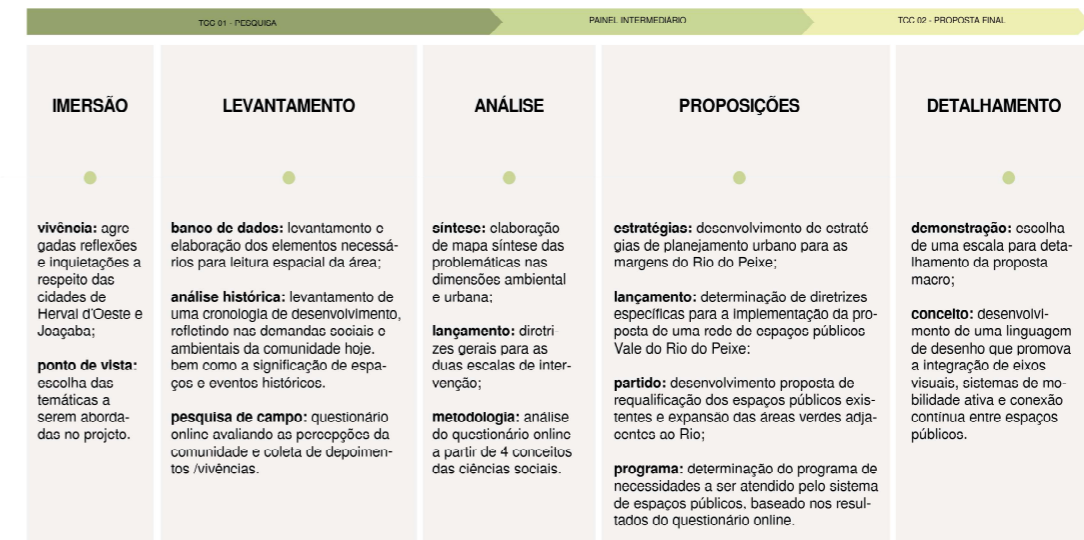 TCC 01 - PESQUISA
PAINEL INTERMEDIÁRIO
TCC 02 - PROPOSTA FINAL
IMERSÃO
vivência: agre
gadas reflexões
e inquietações a
respeito das
cidades de
Herval d'Oeste e
Joaçaba;
ponto de vista:
escolha das
temáticas a
serem aborda-
das no projeto.
LEVANTAMENTO
banco de dados: levantamento e
elaboração dos elementos necessá-
rios para leitura espacial da área;
análise histórica: levantamento de
uma cronologia de desenvolvimento,
refletindo nas demandas sociais e
ambientais da comunidade hoje.
bem como a significação de espa-
ços e eventos históricos.
pesquisa de campo: questionário
online avaliando as percepções da
comunidade e coleta de depoimen-
tos /vivências.
ANÁLISE
síntese: elaboração
de mapa síntese das
problemáticas nas
dimensões ambiental
e urbana;
lançamento: diretri-
zes gerais para as
duas escalas de inter-
venção;
metodologia: análise
do questionário online
a partir de 4 conceitos
das ciências sociais.
PROPOSIÇÕES
estratégias: desenvolvimento de estraté
gias de planejamento urbano para as
margens do Rio do Peixe;
lançamento: determinação de diretrizes
específicas para a implementação da pro-
posta de uma rede de espaços públicos
Vale do Rio do Peixe:
partido: desenvolvimento proposta de
requalificação dos espaços públicos exis-
tentes e expansão das áreas verdes adja-
centes ao Rio;
programa: determinação do programa de
necessidades a ser atendido pelo sistema
de espaços públicos, baseado nos resul-
tados do questionário online.
DETALHAMENTO
demonstração: escolha
de uma escala para deta-
lhamento da proposta
macro;
conceito: desenvolvi-
mento de uma linguagem
de desenho que promova
a integração de eixos
visuais, sistemas de mo-
bilidade ativa e conexão
contínua entre espaços
públicos.